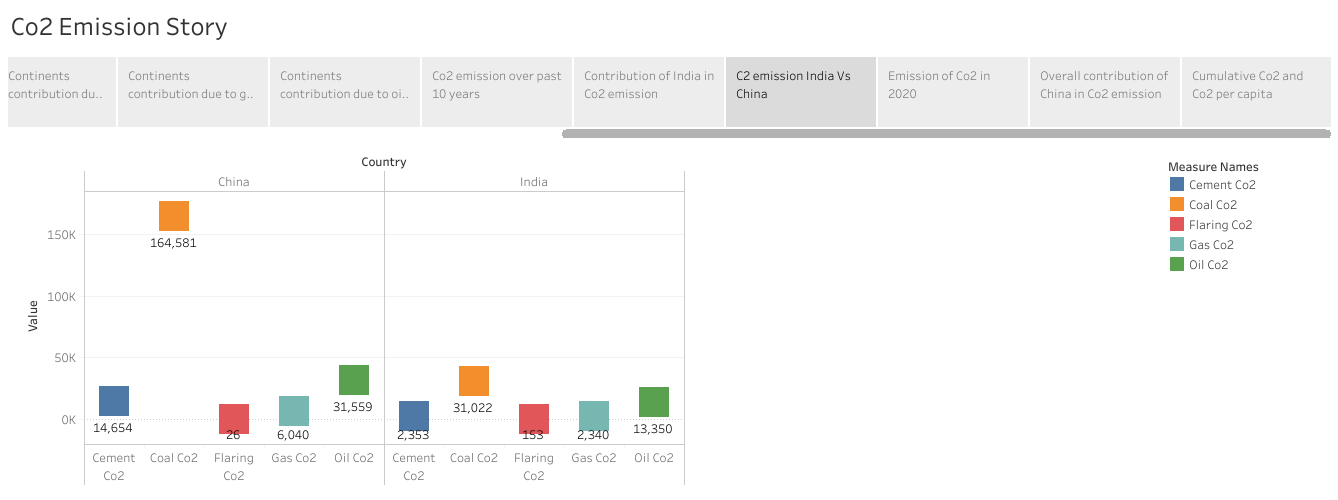 Co2 Emission Story
Continents
contribution du..
Continents
contribution due to g..
Continents
contribution due to oi..
Co2 emission over past
10 years
Contribution of India in
Co2 emission
C2 emission India Vs
China
Emission of Co2 in
2020
Overall contribution of
China in Co2 emission
Cumulative Co2 and
Co2 per capita
Country
China
India
Value
150K
100K
50K
0K
164,581
14,654
26
6,040
31,559
2,353
31,022
153
2,340
13,350
Cement
Co2
Coal Co2
Flaring
Co2
Gas Co2
Oil Co2
Cement
Co2
Coal Co2
Flaring
Co2
Gas Co2
Oil Co2
Measure Names
Cement Co2
Coal Co2
Flaring Co2
Gas Co2
Oil Co2